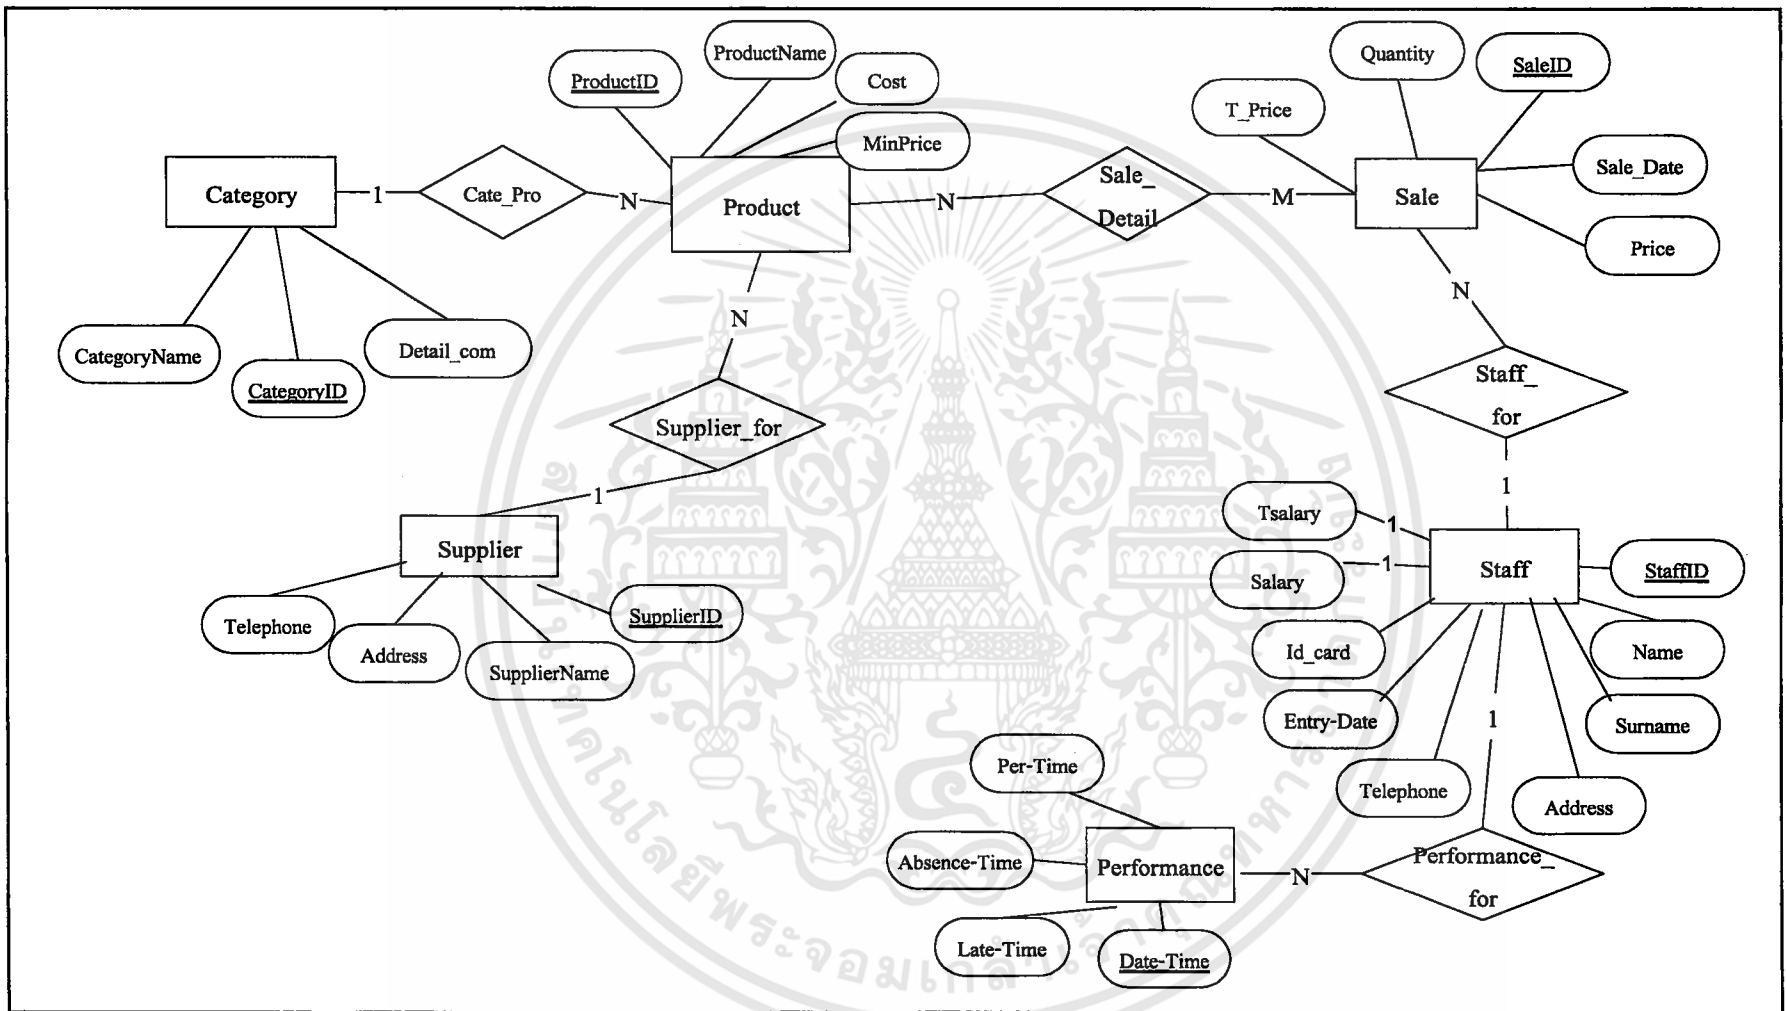 ProductName
Quantity
SaleID
ProductID
Cost
T_Price
MinPrice
Sale_Date
Category
1
Cate_Pro
N
Product
N
Sale_
Detail
M
Sale
Price
CategoryName
CategoryID
Detail_com
N
N
Supplier_for
Staff_
for
1
1
Supplier
Tsalary
1
Salary
1
Staff
StaffID
Telephone
Address
SupplierName
SupplierID
Id_card
Name
Entry-Date
1
Surname
Telephone
Address
Per-Time
Absence-Time
Performance
N
Performance_
for
Late-Time
Date-Time